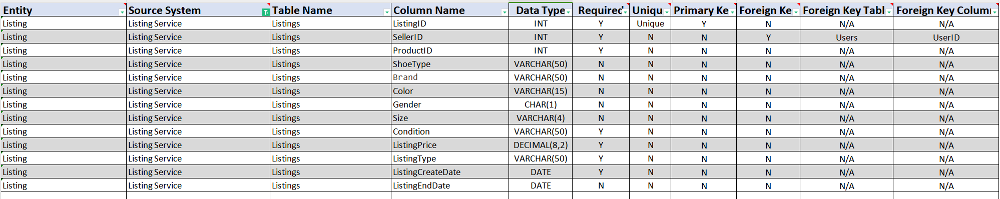 Entity Source System Table Name Column Name Data Type Required Uniqu Primary Ke Foreign Ke Foreign Key Tabl Foreign Key Colum
Listing Listing Service Listings ListingID INT Y Unique Y N N/A N/A
Listing Listing Service Listings SellerID INT Y N N Y Users UserID
Listing Listing Service Listings ProductID INT Y N N N N/A N/A
Listing Listing Service Listings ShoeType VARCHAR(50) N N N N N/A N/A
Listing Listing Service Listings Brand VARCHAR(50) N N N N N/A N/A
Listing Listing Service Listings Color VARCHAR(15) N N N N N/A N/A
Listing Listing Service Listings Gender CHAR(1) N N N N N/A N/A
Listing Listing Service Listings Size VARCHAR(4) N N N N N/A N/A
Listing Listing Service Listings Condition VARCHAR(50) Y N N N N/A N/A
Listing Listing Service Listings ListingPrice DECIMAL(8,2) Y N N N N/A N/A
Listing Listing Service Listings ListingType VARCHAR(50) Y N N N N/A N/A
Listing Listing Service Listings ListingCreateDate DATE Y N N N N/A N/A
Listing Listing Service Listings ListingEndDate DATE N N N N N/A N/A